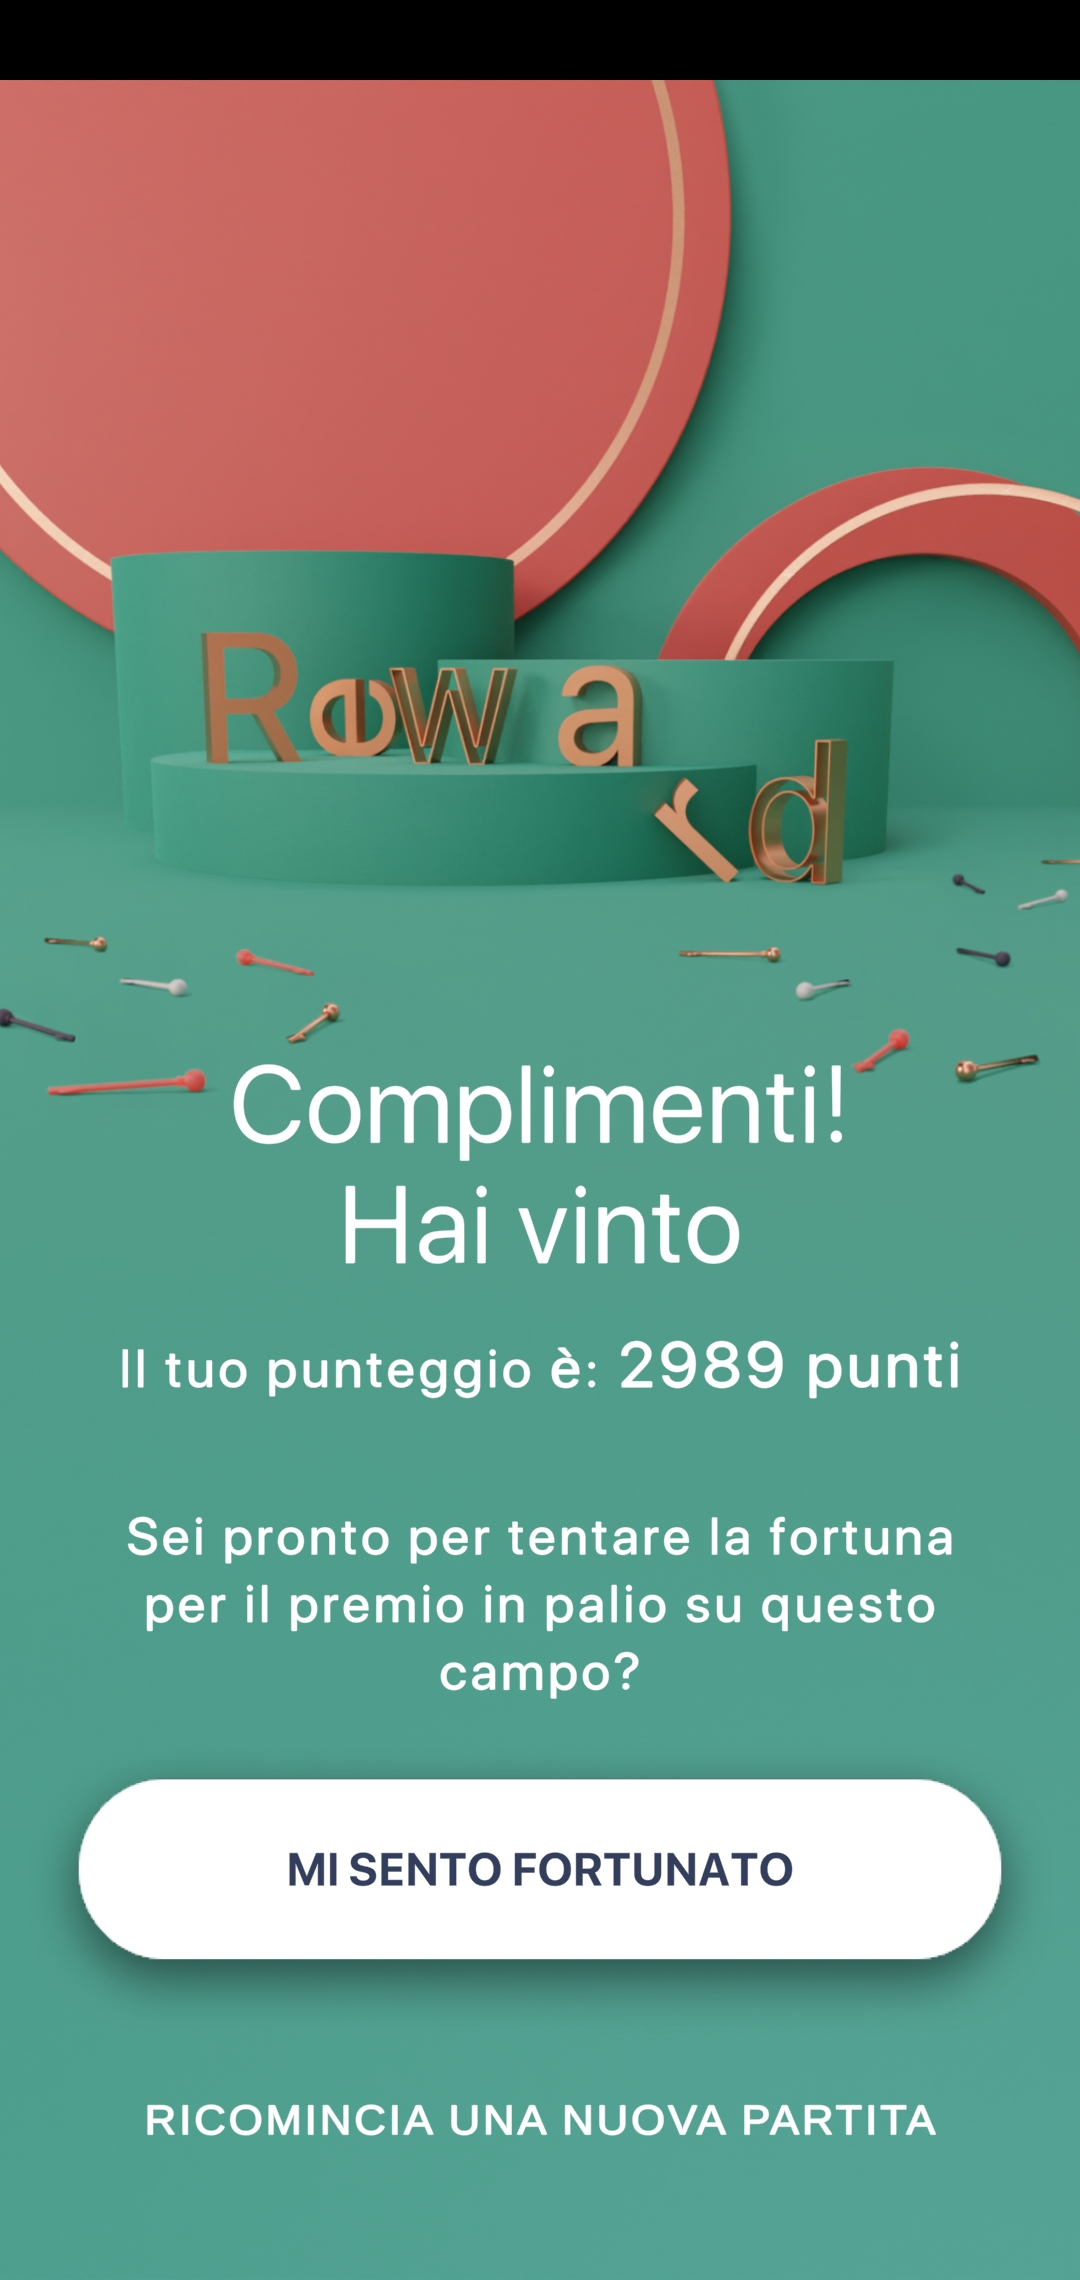 Reward
Complimenti!
Hai vinto
Il tuo punteggio è: 2989 punti
Sei pronto per tentare la fortuna
per il premio in palio su questo
campo?
MI SENTO FORTUNATO
RICOMINCIA UNA NUOVA PARTITA